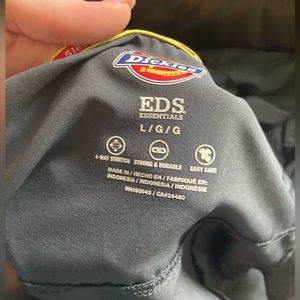 Dickies
EDS.
ESSENTIALS
L/G/G
4-WAY STRETCH
STRONG & DURABLE
EASY CARE
MADE IN / HECHO EN / FABRIQUÉ EN:
INDONESIA / INDONESIA / INDONÉSIE
RN#93643 / CA#24480